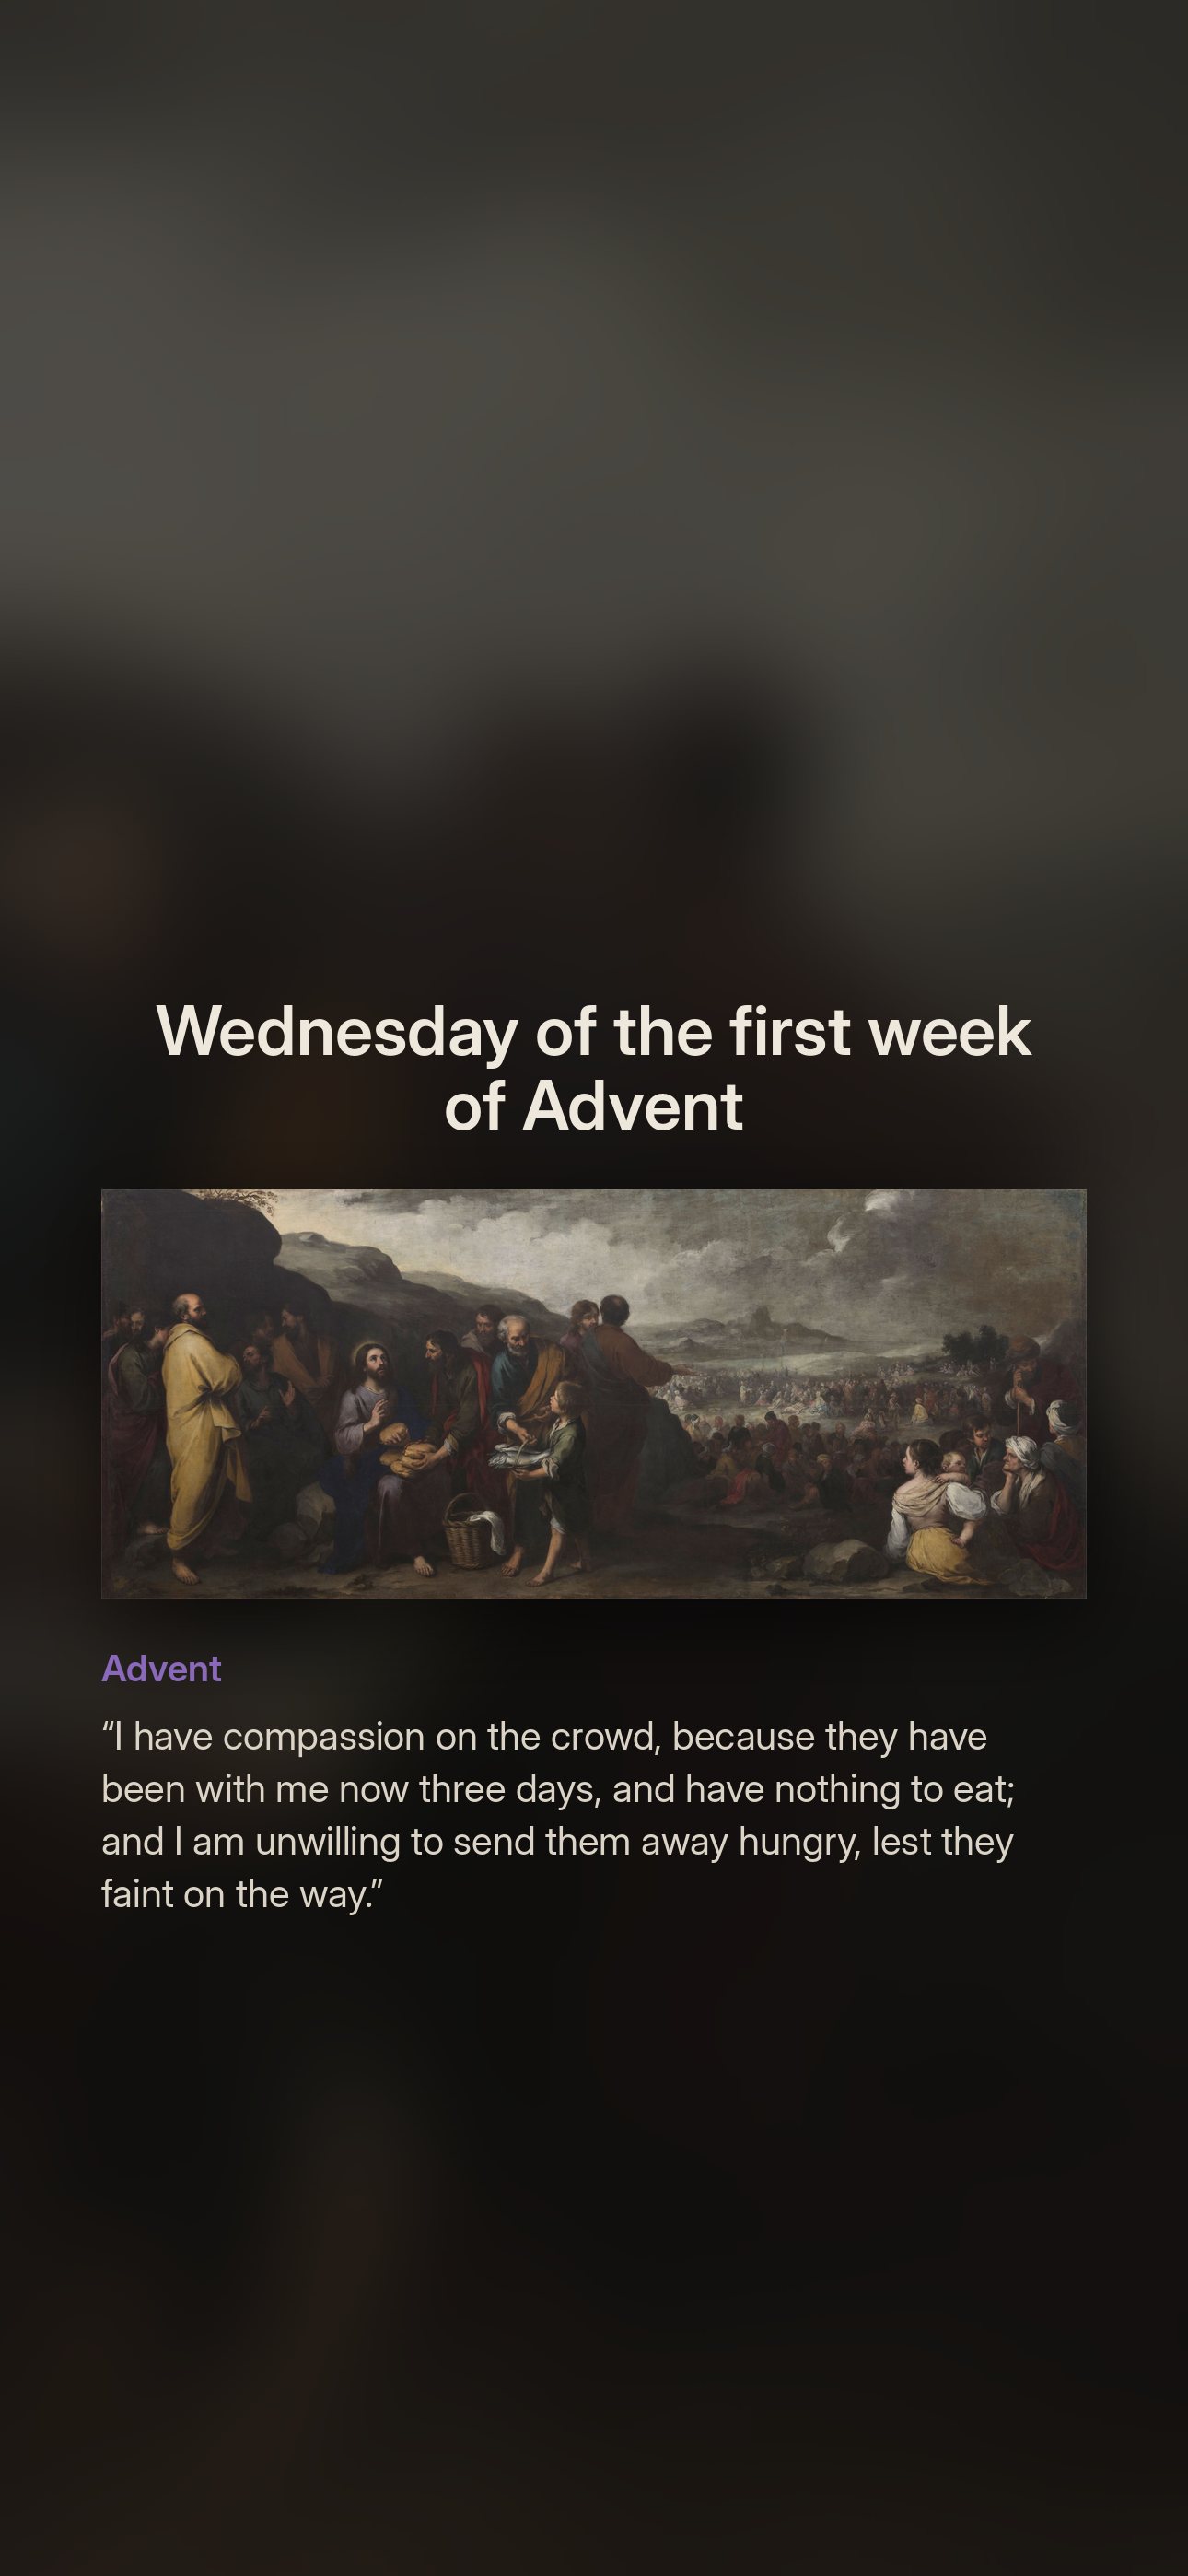 Wednesday of the first week
of Advent
Advent
“I have compassion on the crowd, because they have
been with me now three days, and have nothing to eat;
and I am unwilling to send them away hungry, lest they
faint on the way.”